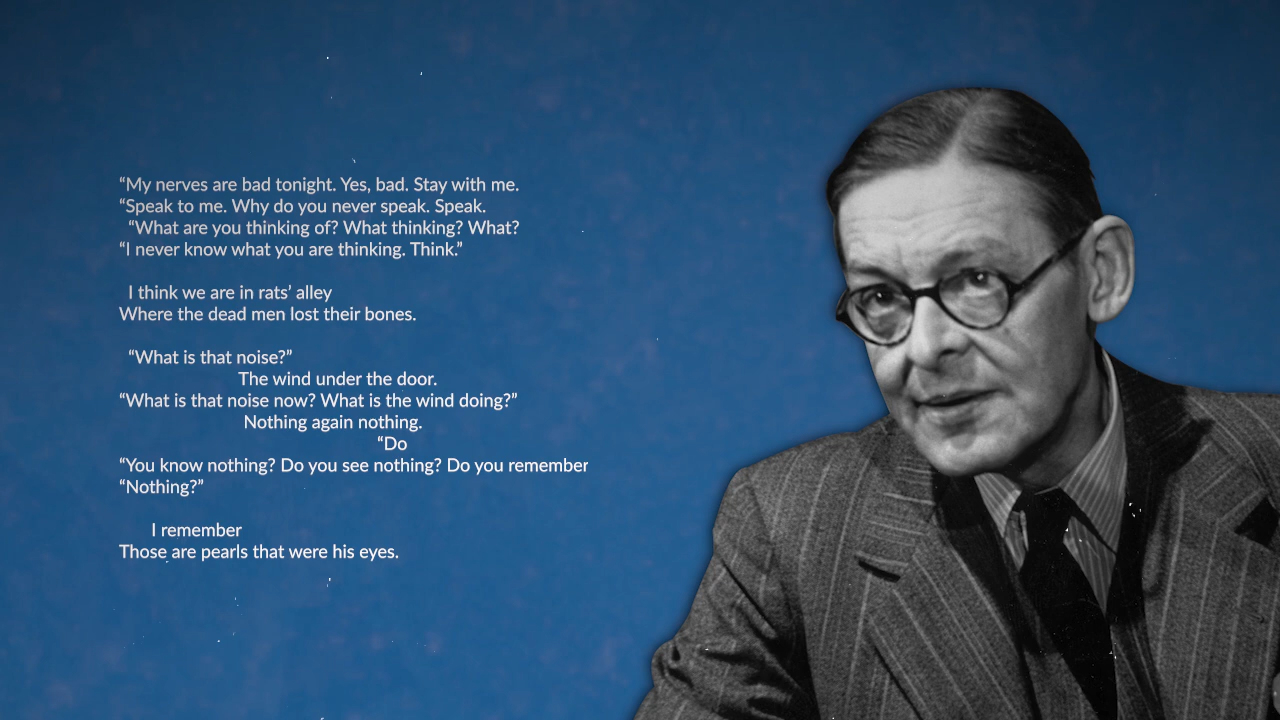 “My nerves are bad tonight. Yes, bad. Stay with me.
“Speak to me. Why do you never speak. Speak.
“What are you thinking of? What thinking? What?
“I never know what you are thinking. Think.”
I think we are in rats’ alley
Where the dead men lost their bones.
“What is that noise?”
The wind under the door.
“What is that noise now? What is the wind doing?”
Nothing again nothing.
“Do
“You know nothing? Do you see nothing? Do you remember
“Nothing?”
I remember
Those are pearls that were his eyes.